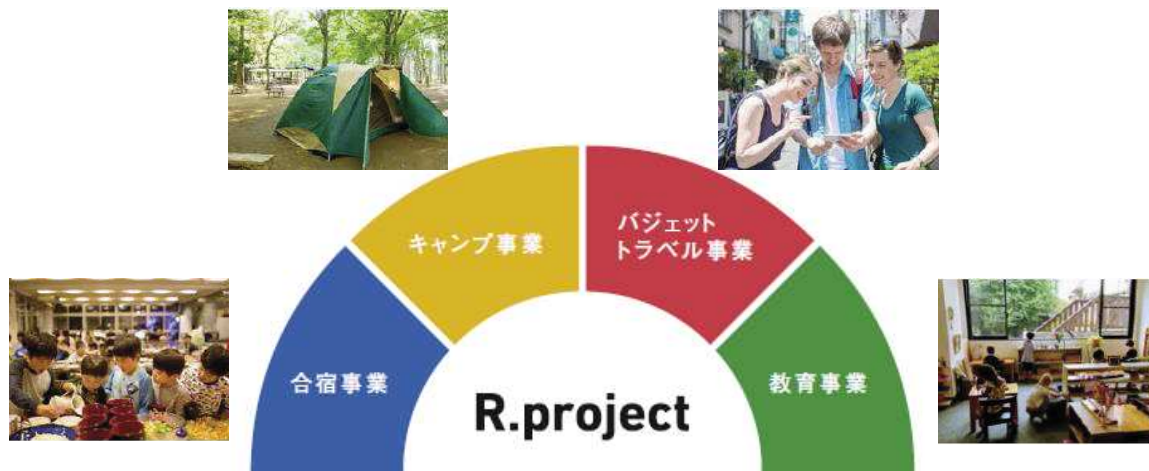 キャンプ事業
バジェット
トラベル事業
合宿事業
教育事業
R.project